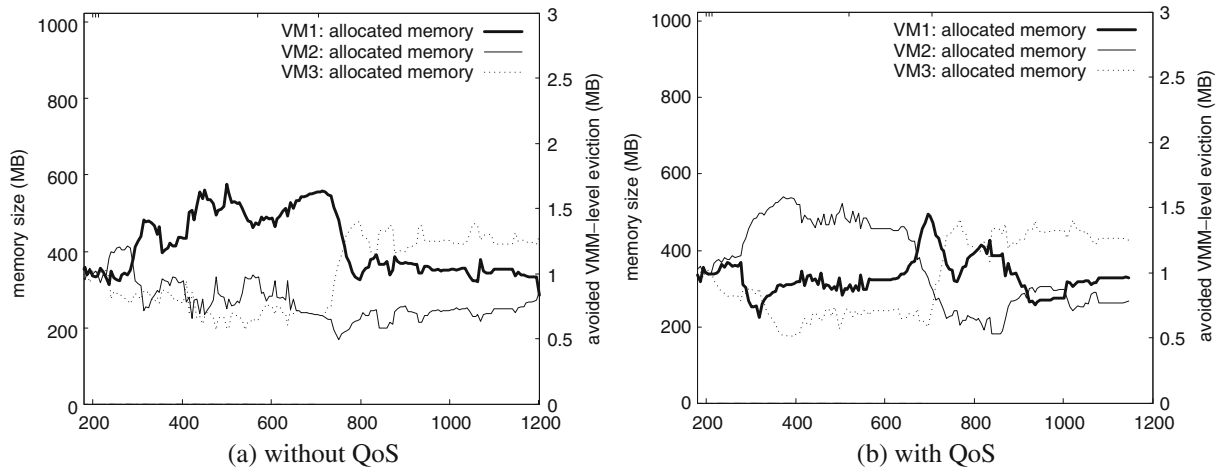 1000
800
600
400
200
0
memory size (MB)
VM1: allocated memory
VM2: allocated memory
VM3: allocated memory
3
2.5
2
1.5
1
0.5
0
avoided VMM-level eviction (MB)
200 400 600 800 1000 1200
(a) without QoS
1000
800
600
400
200
0
memory size (MB)
VM1: allocated memory
VM2: allocated memory
VM3: allocated memory
3
2.5
2
1.5
1
0.5
0
avoided VMM-level eviction (MB)
200 400 600 800 1000 1200
(b) with QoS